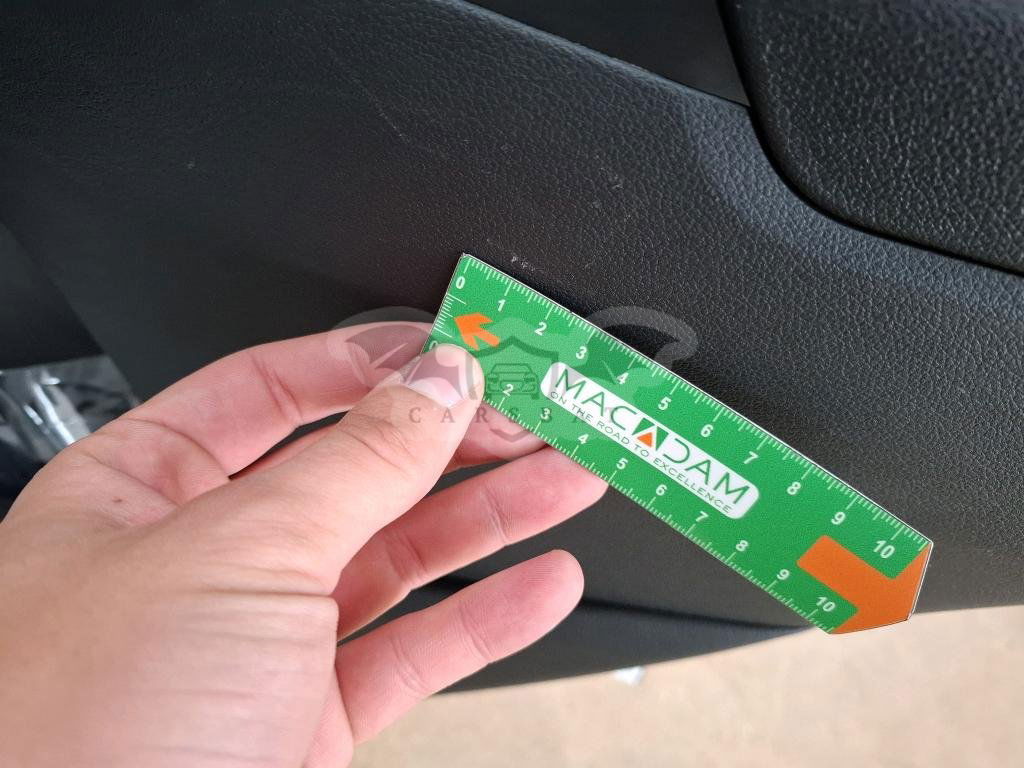 0 1 2 3 4 5 6 7 8 9 10
MACADAM
ON THE ROAD TO EXCELLENCE
0 2 3 4 5 6 7 8 9 10